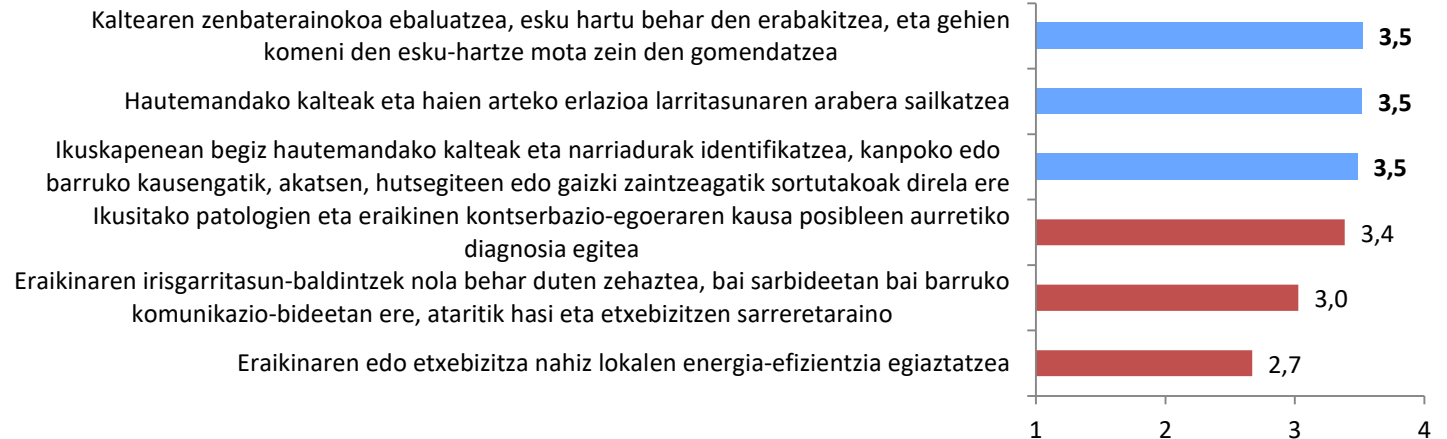 Kaltearen zenbaterainokoa ebaluatzea, esku hartu behar den erabakitzea, eta gehien
komeni den esku-hartze mota zein den gomendatzea
3,5
Hautemandako kalteak eta haien arteko erlazioa larritasunaren arabera sailkatzea
3,5
Ikuskapenean begiz hautemandako kalteak eta narriadurak identifikatzea, kanpoko edo
barruko kausengatik, akatsen, hutsegiteen edo gaizki zaintzeagatik sortutakoak direla ere
3,5
Ikusitako patologien eta eraikinen kontserbazio-egoeraren kausa posibleen aurretiko
diagnosia egitea
3,4
Eraikinaren irisgarritasun-baldintzek nola behar duten zehaztea, bai sarbideetan bai barruko
komunikazio-bideetan ere, ataritik hasi eta etxebizitzen sarreretaraino
3,0
Eraikinaren edo etxebizitza nahiz lokalen energia-efizientzia egiaztatzea
2,7
1 2 3 4